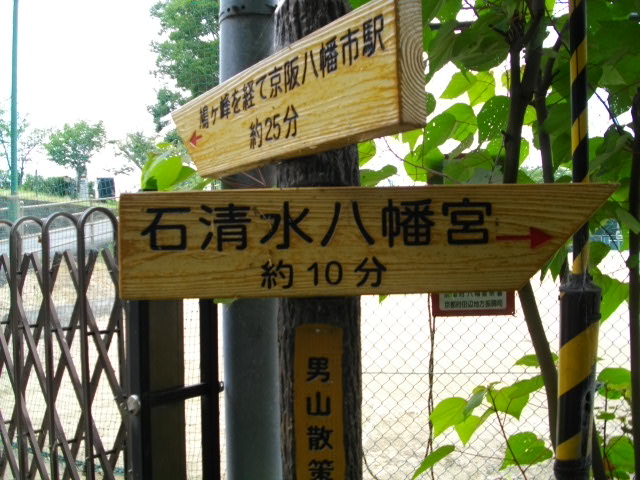 鳩ヶ峰を経て京阪八幡市駅
約25分
石清水八幡宮
約10分
男山散策